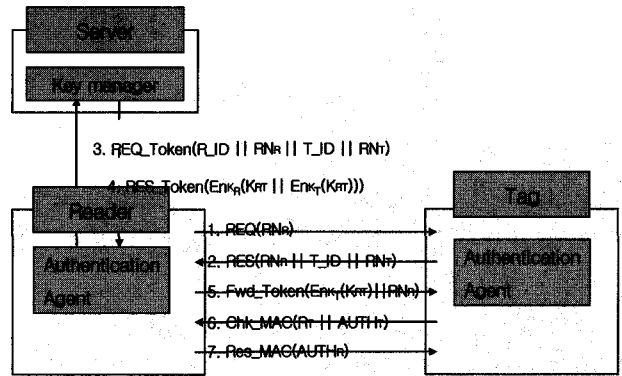 Server
Key manager
3. REQ_Token(R_ID || RNR || T_ID || RNT)
4. RES_Token(EnKR(KRT || EnKT(KRT)))
Reader
Tag
1. REQ(RNR)
Authentication
Agent
2. RES(RNR || T_ID || RNT)
Authentication
Agent
5. Fwd_Token(EnKT(KRT)||RNR)
6. Chk_MAC(RT || AUTHT)
7. Res_MAC(AUTHR)